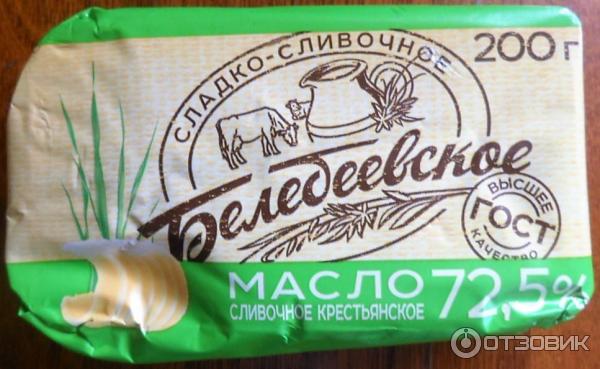 СЛАДКО-СЛИВОЧНОЕ
200 г
Белебеевское
ВЫСШЕЕ
ГОСТ
КАЧЕСТВО
МАСЛО 72,5%
СЛИВОЧНОЕ КРЕСТЬЯНСКОЕ
ОТЗОВИК